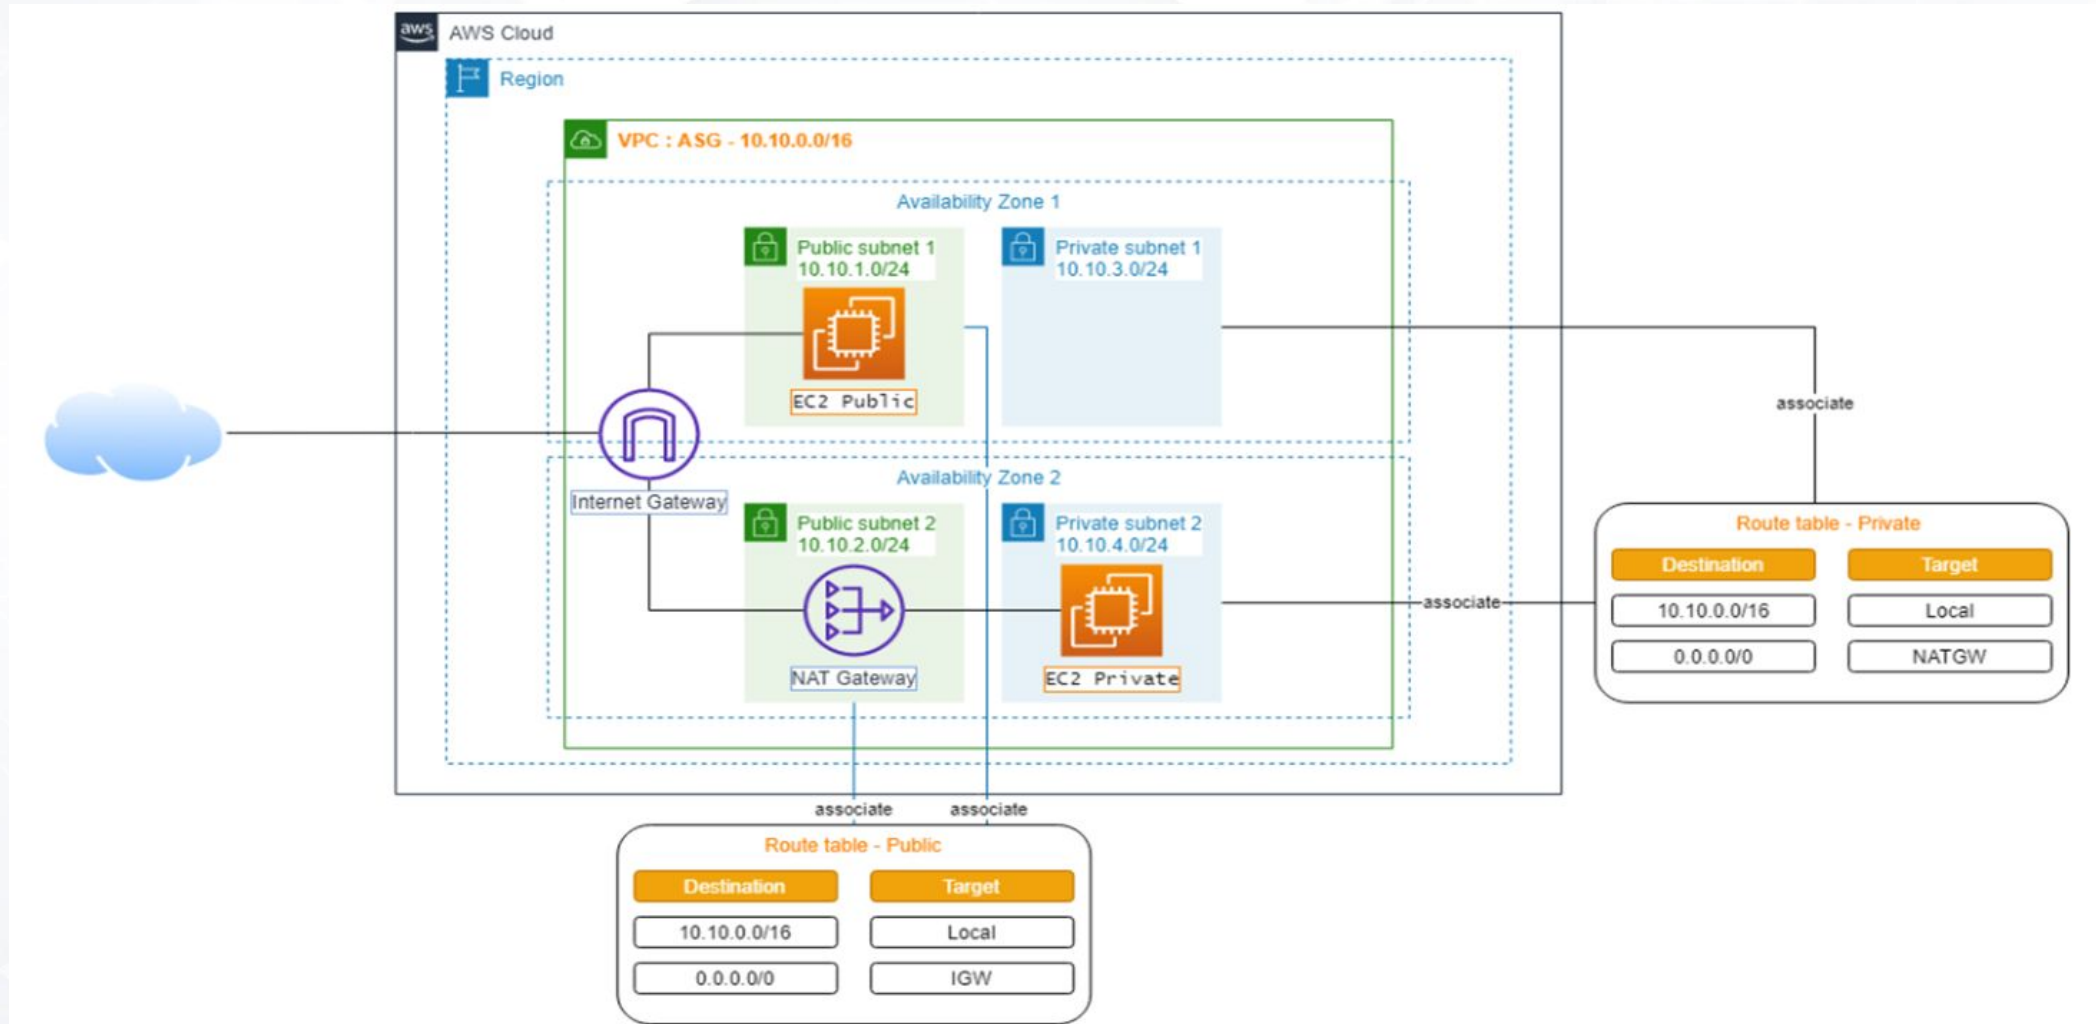 aws
AWS Cloud
Region
VPC : ASG - 10.10.0.0/16
Availability Zone 1
Public subnet 1
10.10.1.0/24
Private subnet 1
10.10.3.0/24
EC2 Public
associate
Internet Gateway
Availability Zone 2
Public subnet 2
10.10.2.0/24
Private subnet 2
10.10.4.0/24
NAT Gateway
EC2 Private
associate
Route table - Private
Destination Target
10.10.0.0/16 Local
0.0.0.0/0 NATGW
associate associate
Route table - Public
Destination Target
10.10.0.0/16 Local
0.0.0.0/0 IGW